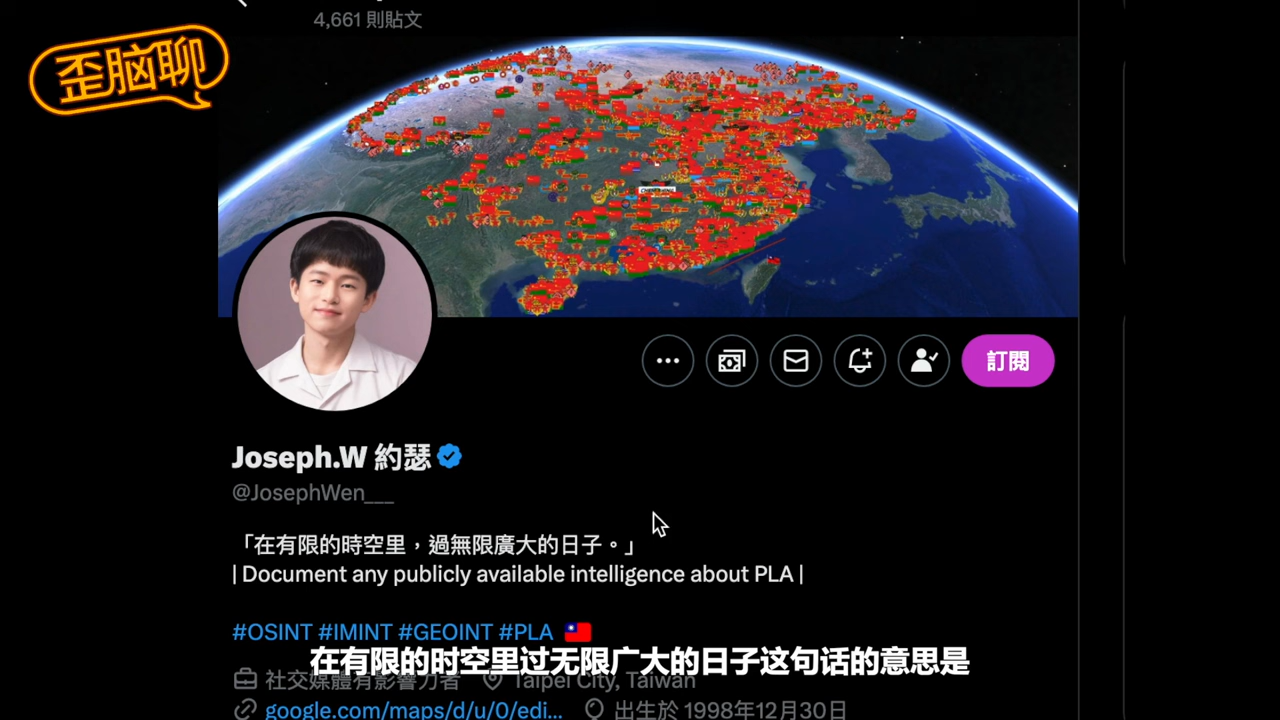 4,661 則貼文
歪脑聊
訂閱
Joseph.W 約瑟
@JosephWen___
「在有限的時空里，過無限廣大的日子。」
| Document any publicly available intelligence about PLA |
#OSINT #IMINT #GEOINT #PLA
在有限的时空里过无限广大的日子这句话的意思是
社交媒體有影響力者 Taipei City, Taiwan
google.com/maps/d/u/0/edi... 出生於 1998年12月30日